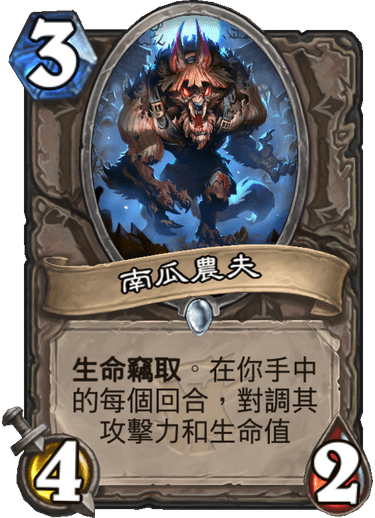 3
南瓜農夫
生命竊取。在你手中
的每個回合，對調其
攻擊力和生命值
4
2